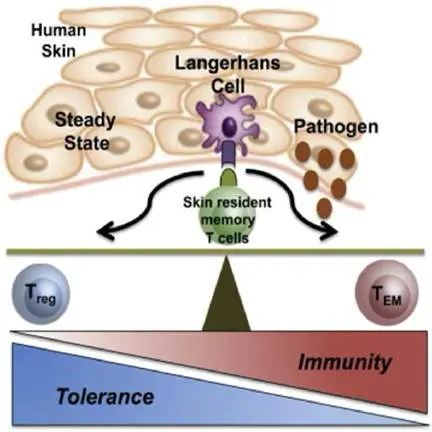 Human
Skin
Langerhans
Cell
Steady
State
Pathogen
Skin resident
memory
T cells
Treg
TEM
Immunity
Tolerance